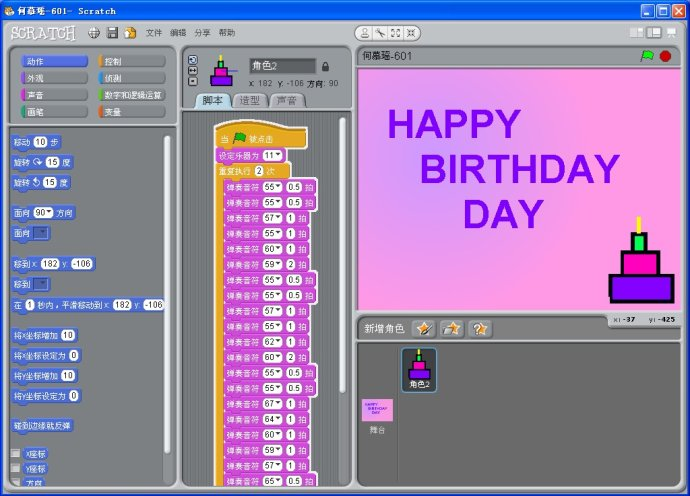 何慕瑶-601- Scratch
SCRATCH 文件 编辑 分享 帮助
动作 控制
外观 侦测
声音 数字和逻辑运算
画笔 变量
移动 10 步
旋转 15 度
旋转 15 度
面向 90 方向
面向
移到 x: 182 y: -106
移到
在 1 秒内，平滑移动到 x: 182 y: -106
将x坐标增加 10
将x坐标设定为 0
将y坐标增加 10
将y坐标设定为 0
碰到边缘就反弹
X座标
Y座标
方向
角色2
x: 182 y: -106 方向: 90
脚本 造型 声音
当 被点击
设定乐器为 11
重复执行 2 次
弹奏音符 55 0.5 拍
弹奏音符 55 0.5 拍
弹奏音符 57 1 拍
弹奏音符 55 1 拍
弹奏音符 60 1 拍
弹奏音符 59 2 拍
弹奏音符 55 0.5 拍
弹奏音符 55 0.5 拍
弹奏音符 57 1 拍
弹奏音符 55 1 拍
弹奏音符 62 1 拍
弹奏音符 60 2 拍
弹奏音符 55 0.5 拍
弹奏音符 55 0.5 拍
弹奏音符 67 1 拍
弹奏音符 64 1 拍
弹奏音符 60 1 拍
弹奏音符 59 1 拍
弹奏音符 57 1 拍
弹奏音符 65 0.5 拍
何慕瑶-601
HAPPY
BIRTHDAY
DAY
x: -37 y: -425
新增角色
角色2
HAPPY
BIRTHDAY
DAY
舞台